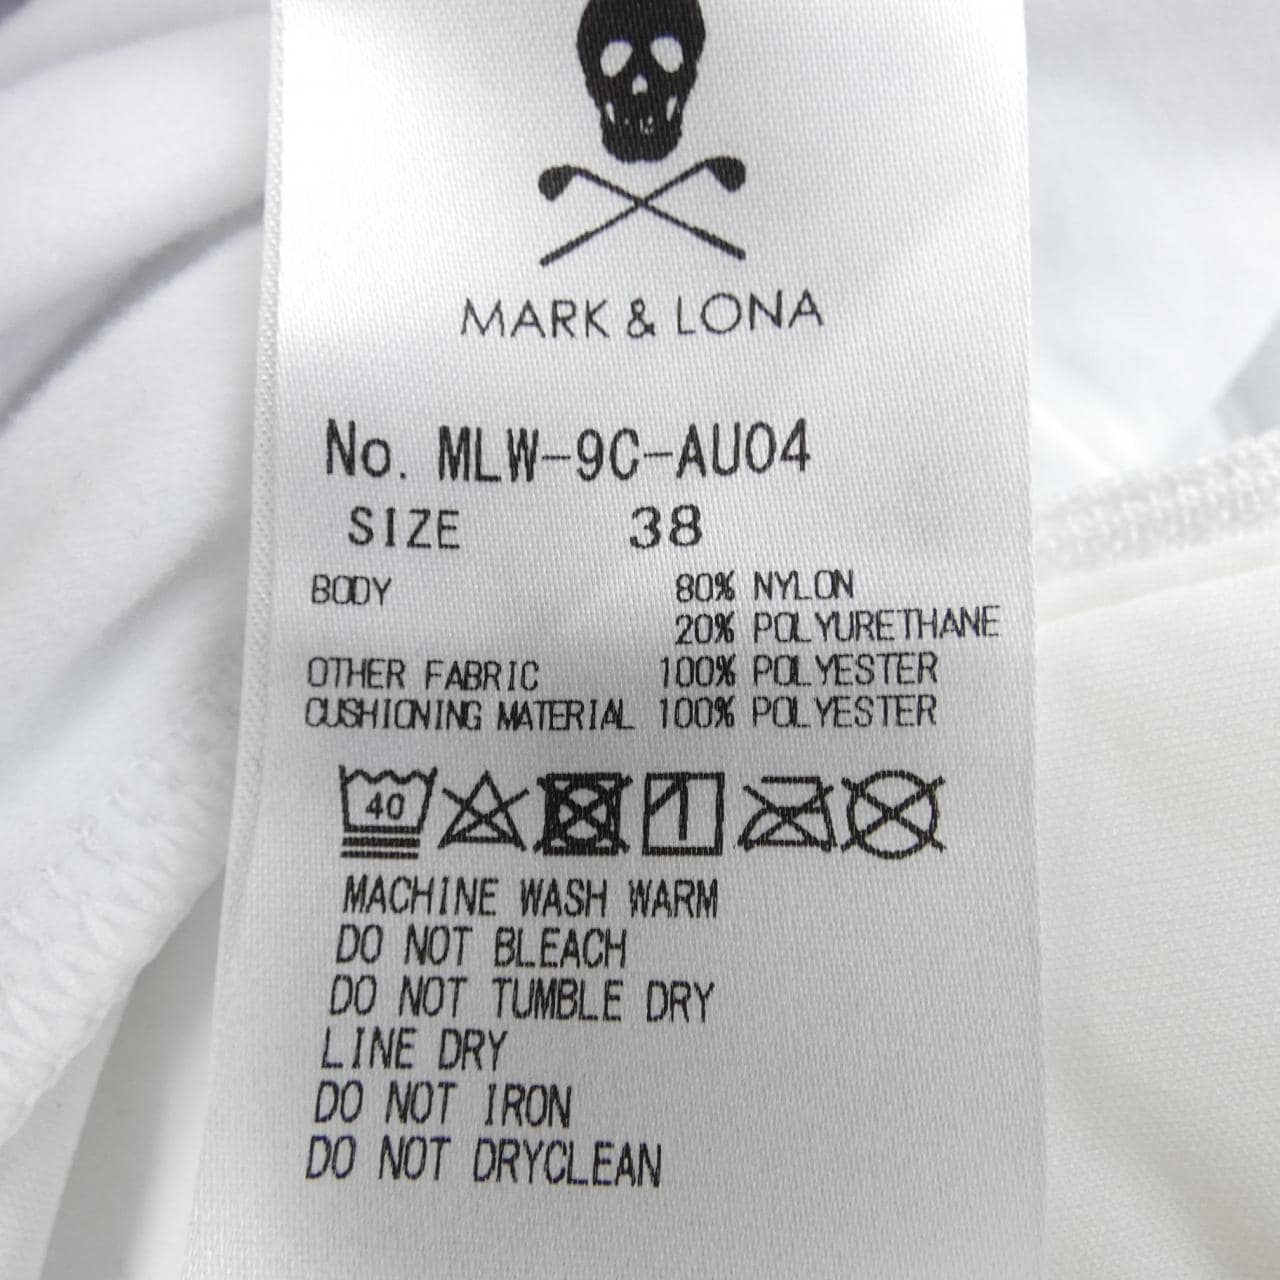 MARK & LONA
No. MLW-9C-AU04
SIZE 38
BODY 80% NYLON
20% POLYURETHANE
OTHER FABRIC 100% POLYESTER
CUSHIONING MATERIAL 100% POLYESTER
40
MACHINE WASH WARM
DO NOT BLEACH
DO NOT TUMBLE DRY
LINE DRY
DO NOT IRON
DO NOT DRYCLEAN